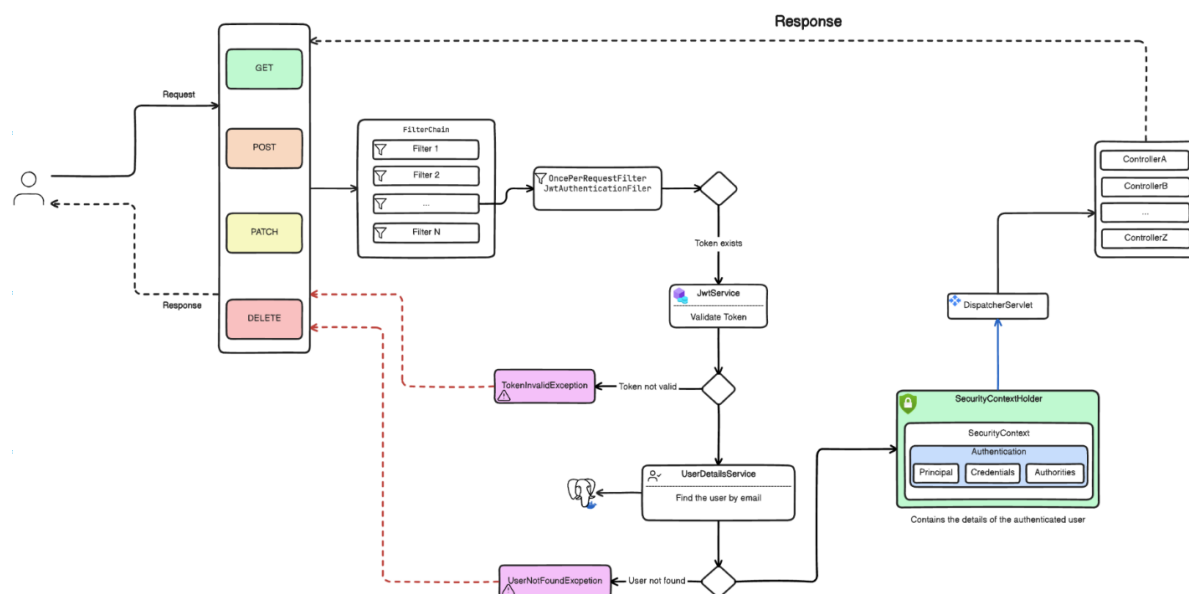 Response
GET
Request
FilterChain
Filter 1
POST
ControllerA
Filter 2
OncePerRequestFilter
JwtAuthenticationFiler
ControllerB
...
...
Filter N
PATCH
ControllerZ
Token exists
JwtService
Response
DispatcherServlet
DELETE
Validate Token
TokenInvalidException
Token not valid
SecurityContextHolder
SecurityContext
Authentication
UserDetailsService
Principal
Credentials
Authorities
Find the user by email
Contains the details of the authenticated user
UserNotFoundExopetion
User not found